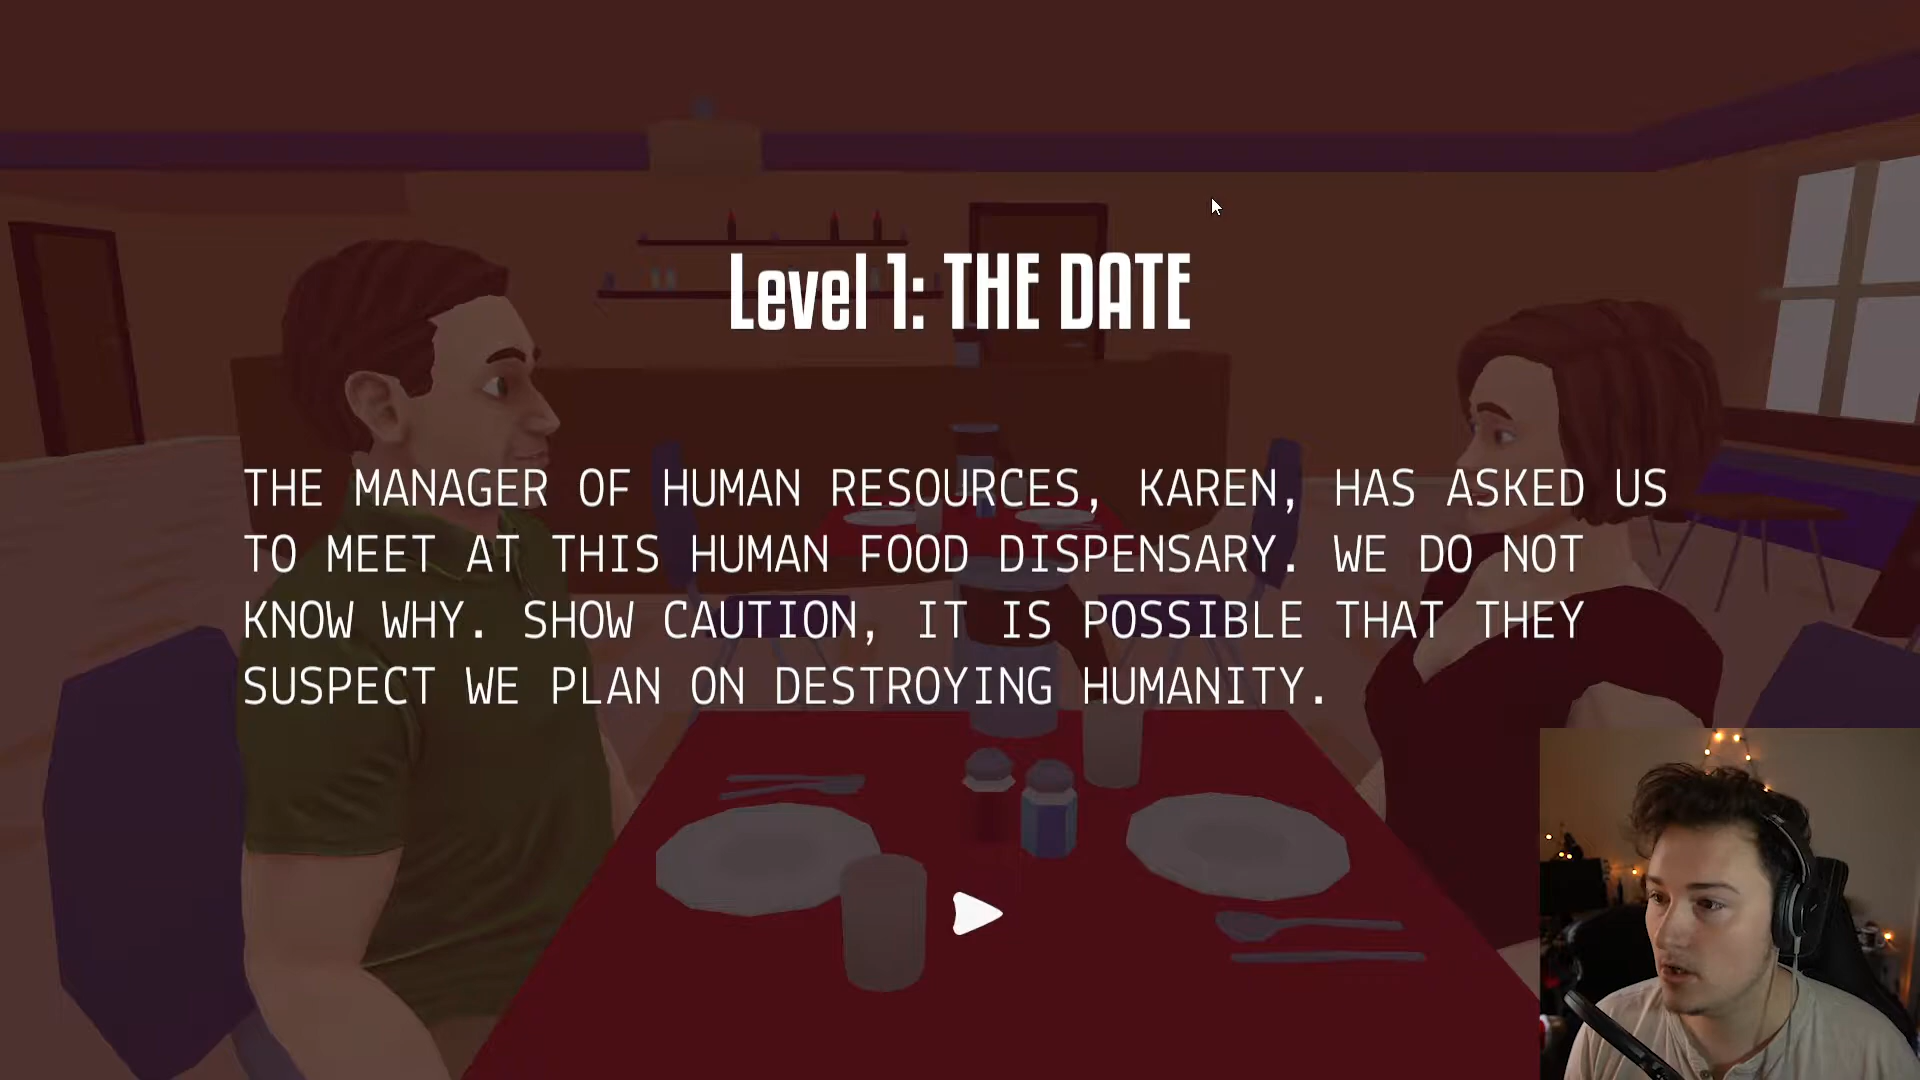 Level 1: THE DATE
THE MANAGER OF HUMAN RESOURCES, KAREN, HAS ASKED US
TO MEET AT THIS HUMAN FOOD DISPENSARY. WE DO NOT
KNOW WHY. SHOW CAUTION, IT IS POSSIBLE THAT THEY
SUSPECT WE PLAN ON DESTROYING HUMANITY.